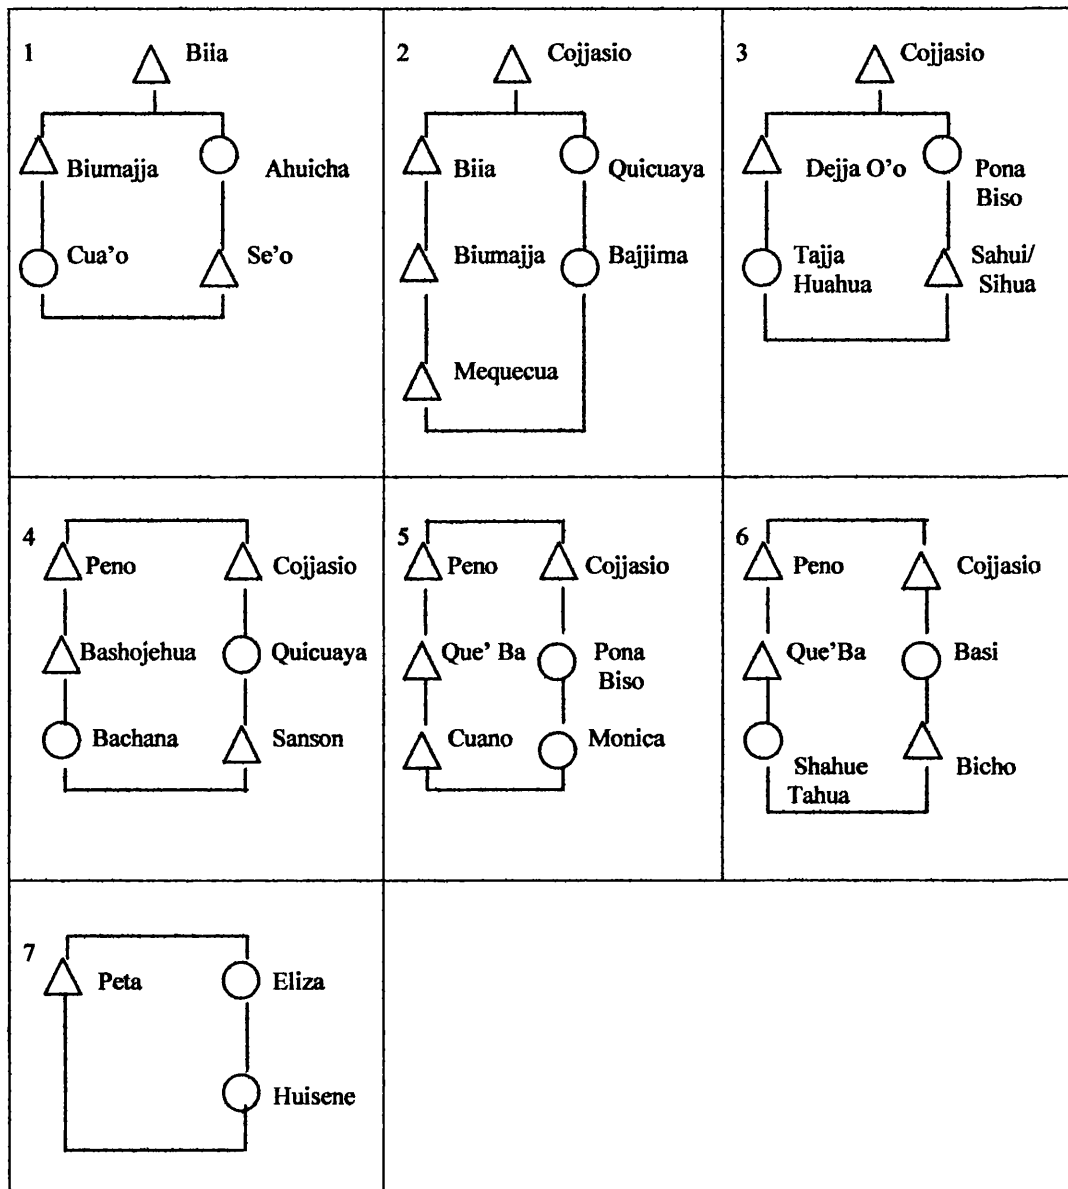 1
Biia
Biumajja
Ahuicha
Cua'o
Se'o
2
Cojjasio
Biia
Quicuaya
Biumajja
Bajjima
Mequecua
3
Cojjasio
Dejja O'o
Pona
Biso
Tajja
Huahua
Sahui/
Sihua
4
Peno
Cojjasio
Bashojehua
Quicuaya
Bachana
Sanson
5
Peno
Cojjasio
Que' Ba
Pona
Biso
Cuano
Monica
6
Peno
Cojjasio
Que'Ba
Basi
Shahue
Tahua
Bicho
7
Peta
Eliza
Huisene